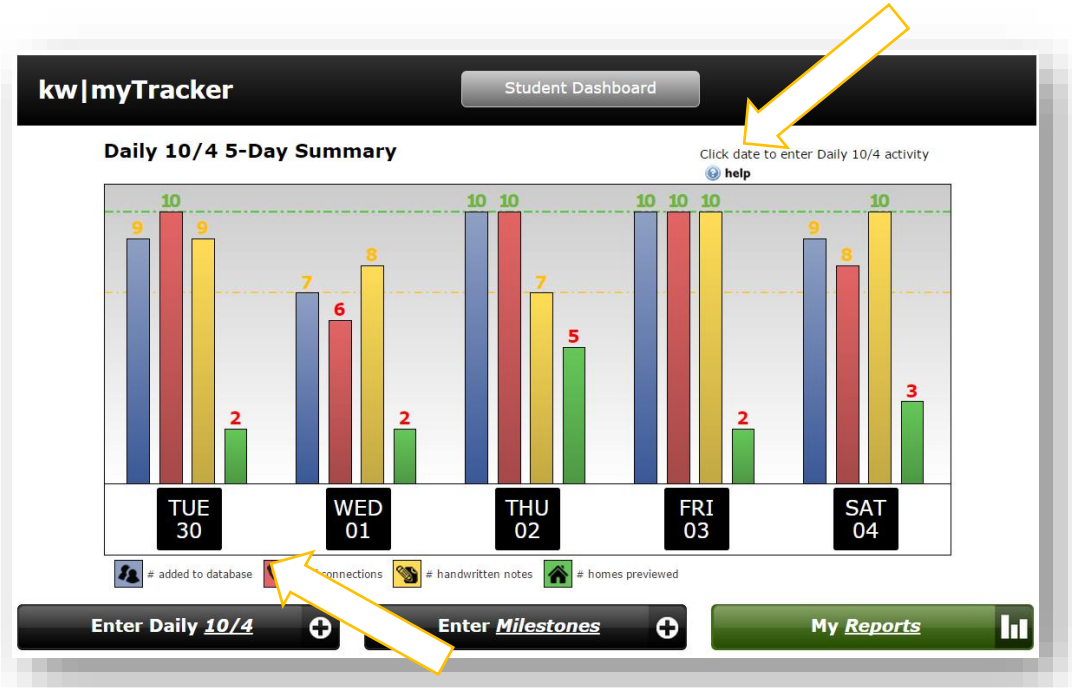 kw|myTracker
Student Dashboard
Daily 10/4 5-Day Summary
Click date to enter Daily 10/4 activity
help
10 10 10 10 10 10 10
9 9 9
8 8
7 7
6
5
3
2 2 2
TUE WED THU FRI SAT
30 01 02 03 04
# added to database connections # handwritten notes # homes previewed
Enter Daily 10/4 Enter Milestones My Reports